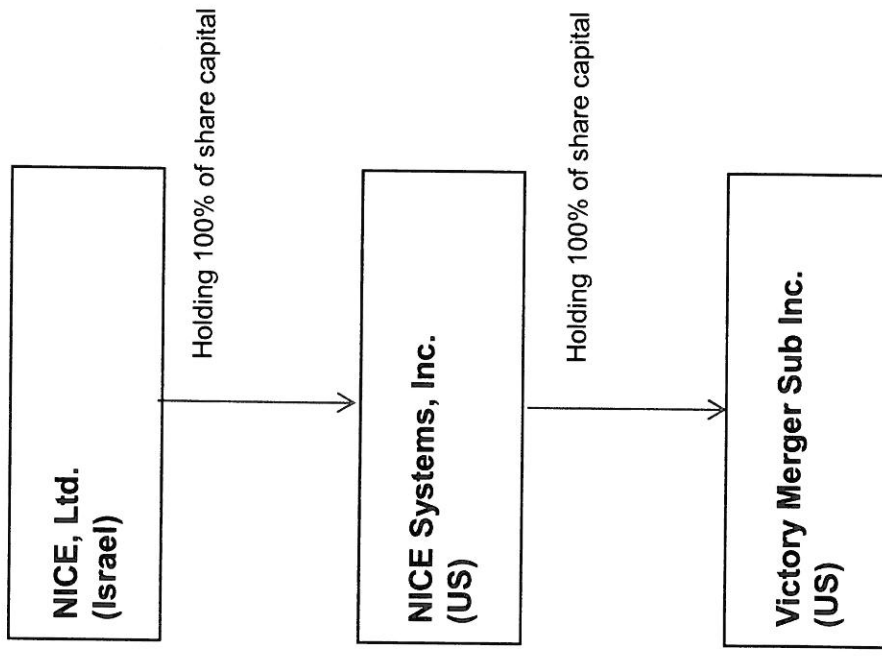 NICE, Ltd.
(Israel)
Holding 100% of share capital
NICE Systems, Inc.
(US)
Holding 100% of share capital
Victory Merger Sub Inc.
(US)